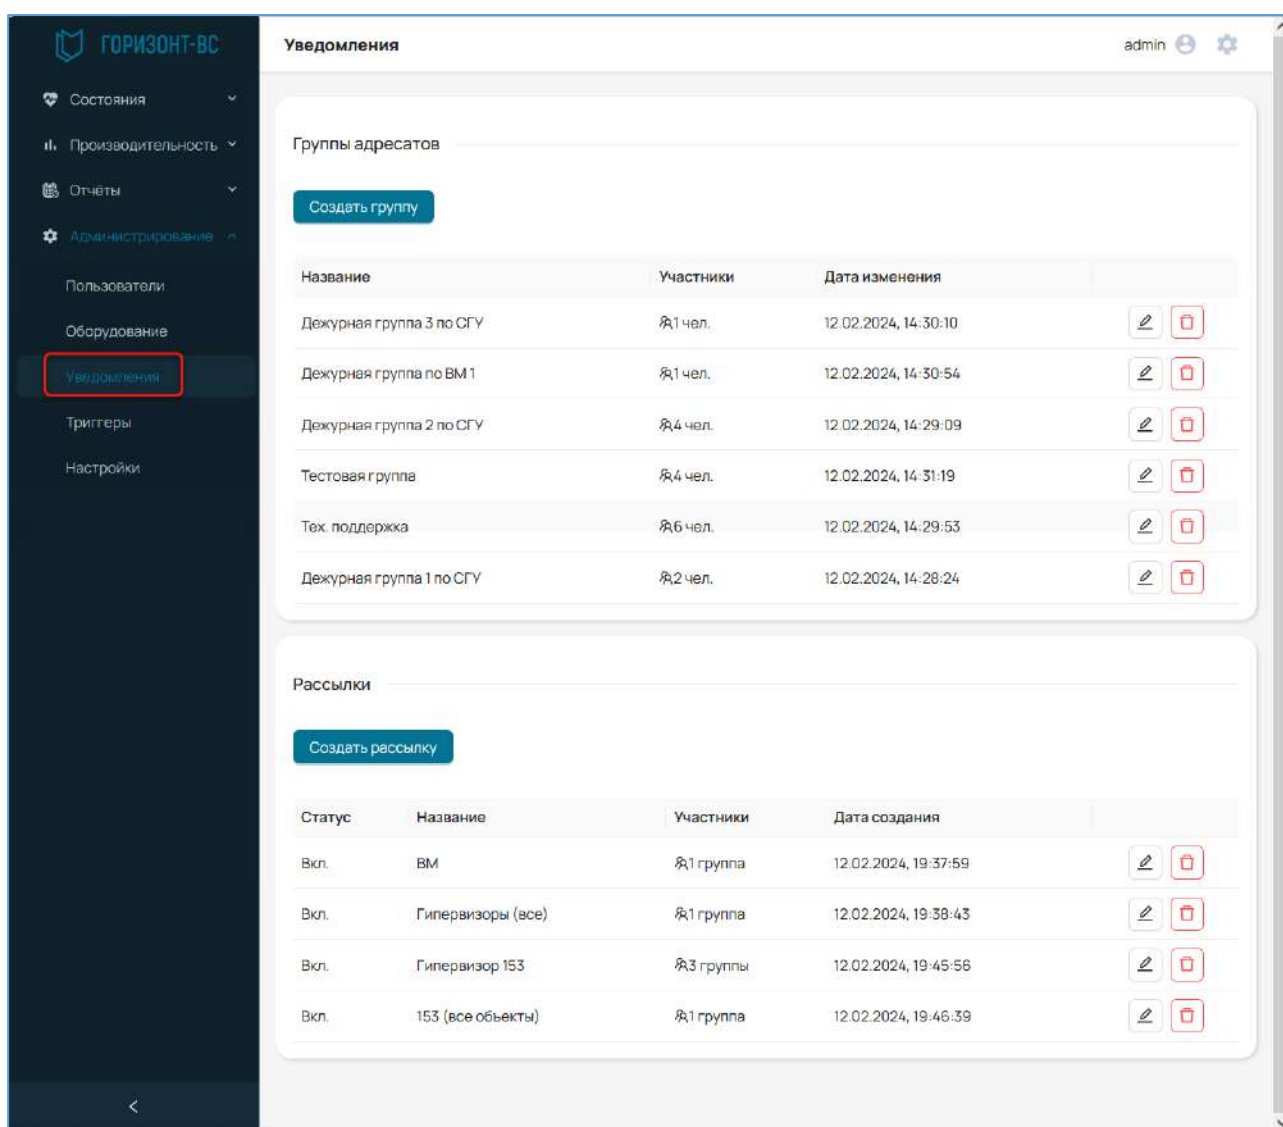 ГОРИЗОНТ-ВС
Уведомления
admin
Состояния
Производительность
Отчёты
Администрирование
Пользователи
Оборудование
Уведомления
Триггеры
Настройки
Группы адресатов
Создать группу
Название Участники Дата изменения
Дежурная группа 3 по СГУ 1 чел. 12.02.2024, 14:30:10
Дежурная группа по ВМ 1 1 чел. 12.02.2024, 14:30:54
Дежурная группа 2 по СГУ 4 чел. 12.02.2024, 14:29:09
Тестовая группа 4 чел. 12.02.2024, 14:31:19
Тех. поддержка 6 чел. 12.02.2024, 14:29:53
Дежурная группа 1 по СГУ 2 чел. 12.02.2024, 14:28:24
Рассылки
Создать рассылку
Статус Название Участники Дата создания
Вкл. ВМ 1 группа 12.02.2024, 19:37:59
Вкл. Гипервизоры (все) 1 группа 12.02.2024, 19:38:43
Вкл. Гипервизор 153 3 группы 12.02.2024, 19:45:56
Вкл. 153 (все объекты) 1 группа 12.02.2024, 19:46:39